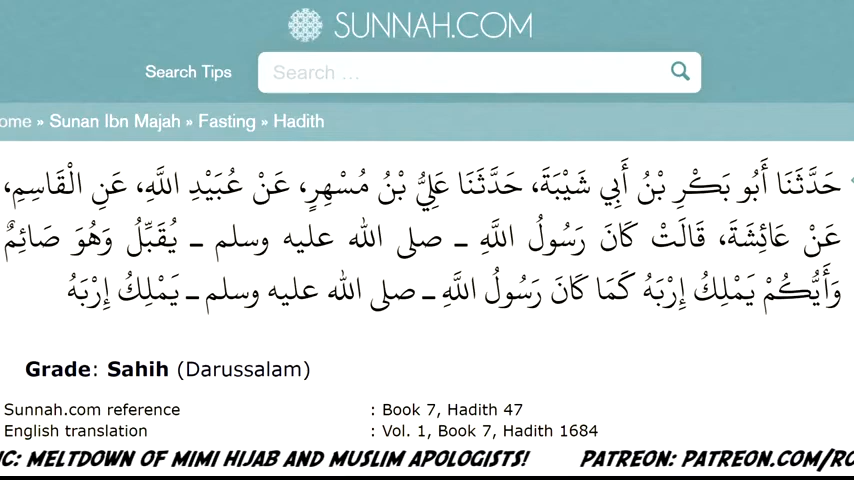 SUNNAH.COM
Search Tips
Search ...
ome » Sunan Ibn Majah » Fasting » Hadith
حَدَّثَنَا أَبُو بَكْرِ بْنُ أَبِي شَيْبَةَ، حَدَّثَنَا عَلِيُّ بْنُ مُسْهِرٍ، عَنْ عُبَيْدِ اللَّهِ، عَنِ الْقَاسِمِ،
عَنْ عَائِشَةَ، قَالَتْ كَانَ رَسُولُ اللَّهِ ـ صلى الله عليه وسلم ـ يُقَبِّلُ وَهُوَ صَائِمٌ
وَأَيُّكُمْ يَمْلِكُ إِرْبَهُ كَمَا كَانَ رَسُولُ اللَّهِ ـ صلى الله عليه وسلم ـ يَمْلِكُ إِرْبَهُ
Grade: Sahih (Darussalam)
Sunnah.com reference : Book 7, Hadith 47
English translation : Vol. 1, Book 7, Hadith 1684
C: MELTDOWN OF MIMI HIJAB AND MUSLIM APOLOGISTS! PATREON: PATREON.COM/RO